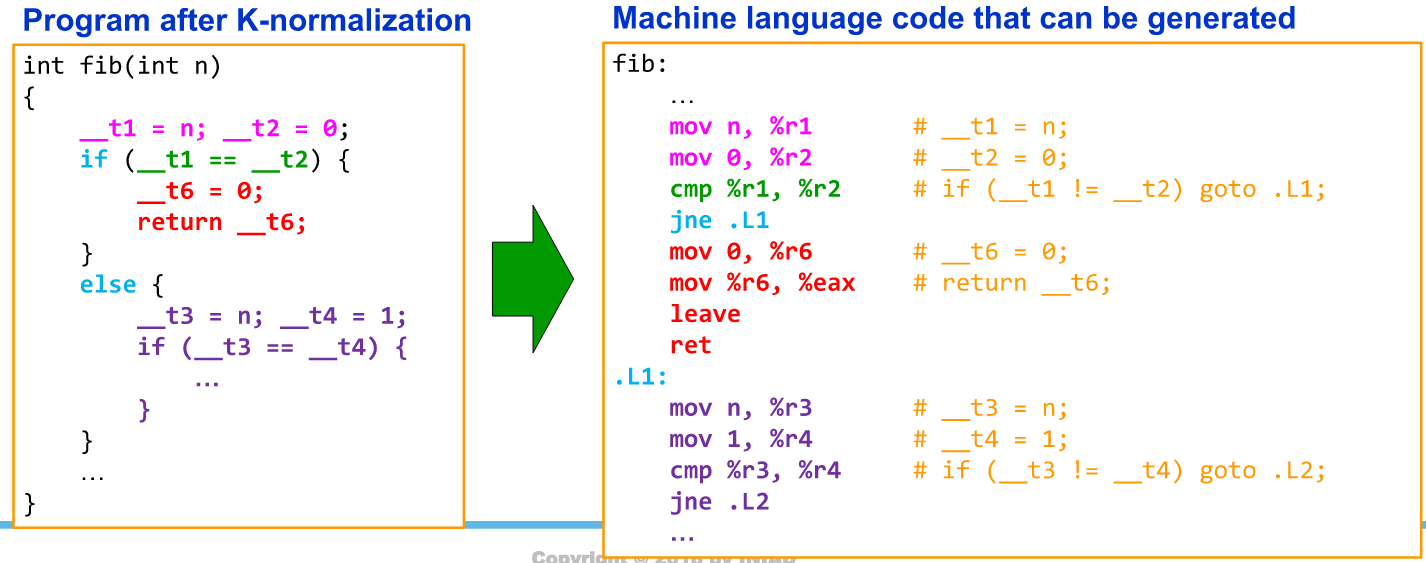 Program after K-normalization
int fib(int n)
{
    __t1 = n; __t2 = 0;
    if (__t1 == __t2) {
        __t6 = 0;
        return __t6;
    }
    else {
        __t3 = n; __t4 = 1;
        if (__t3 == __t4) {
            …
        }
    }
    …
}
Machine language code that can be generated
fib:
    …
    mov n, %r1       # __t1 = n;
    mov 0, %r2       # __t2 = 0;
    cmp %r1, %r2     # if (__t1 != __t2) goto .L1;
    jne .L1
    mov 0, %r6       # __t6 = 0;
    mov %r6, %eax    # return __t6;
    leave
    ret
.L1:
    mov n, %r3       # __t3 = n;
    mov 1, %r4       # __t4 = 1;
    cmp %r3, %r4     # if (__t3 != __t4) goto .L2;
    jne .L2
    …
Copyright ©